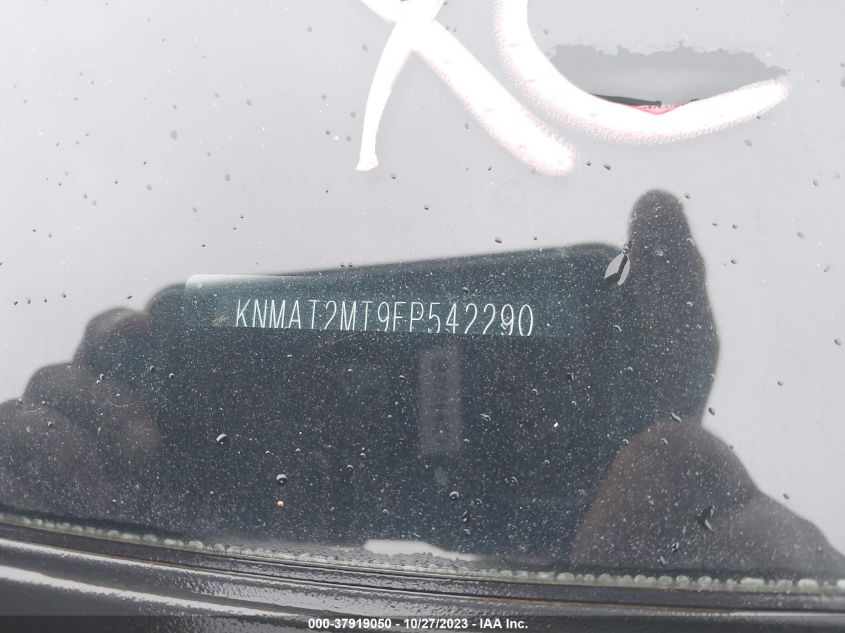 KNMAT2MT9FP542290
000-37919050 - 10/27/2023 - IAA Inc.